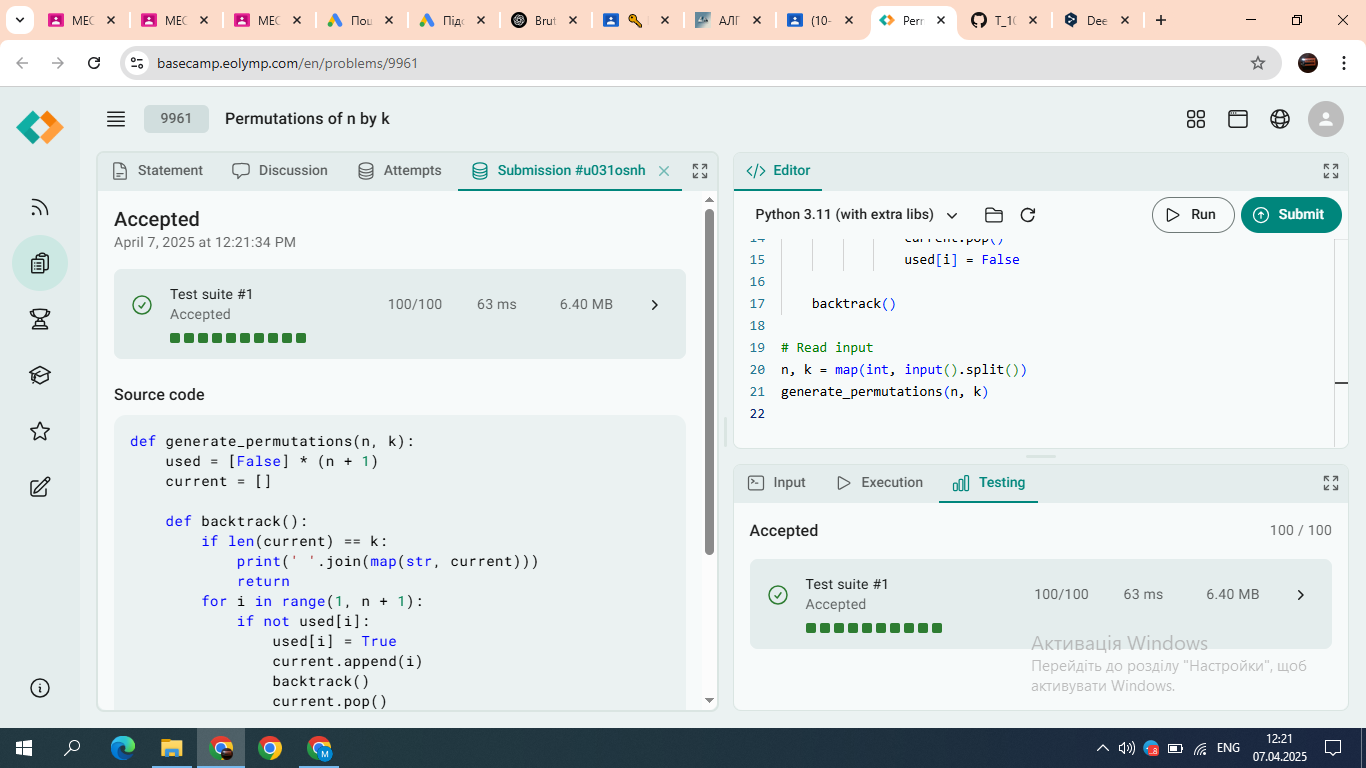 МЕС
МЕС
МЕС
Пош
Підс
Brut
АЛГ
(10-
Perm
T_10
Dee
basecamp.eolymp.com/en/problems/9961
9961
Permutations of n by k
Statement
Discussion
Attempts
Submission #u031osnh
Accepted
April 7, 2025 at 12:21:34 PM
Test suite #1
Accepted
100/100
63 ms
6.40 MB
Source code
def generate_permutations(n, k):
    used = [False] * (n + 1)
    current = []
    def backtrack():
        if len(current) == k:
            print(' '.join(map(str, current)))
            return
        for i in range(1, n + 1):
            if not used[i]:
                used[i] = True
                current.append(i)
                backtrack()
                current.pop()
</> Editor
Python 3.11 (with extra libs)
Run
Submit
14 current.pop()
15 used[i] = False
16
17 backtrack()
18
19 # Read input
20 n, k = map(int, input().split())
21 generate_permutations(n, k)
22
Input
Execution
Testing
Accepted
100 / 100
Test suite #1
Accepted
100/100
63 ms
6.40 MB
Активація Windows
Перейдіть до розділу "Настройки", щоб
активувати Windows.
ENG
12:21
07.04.2025